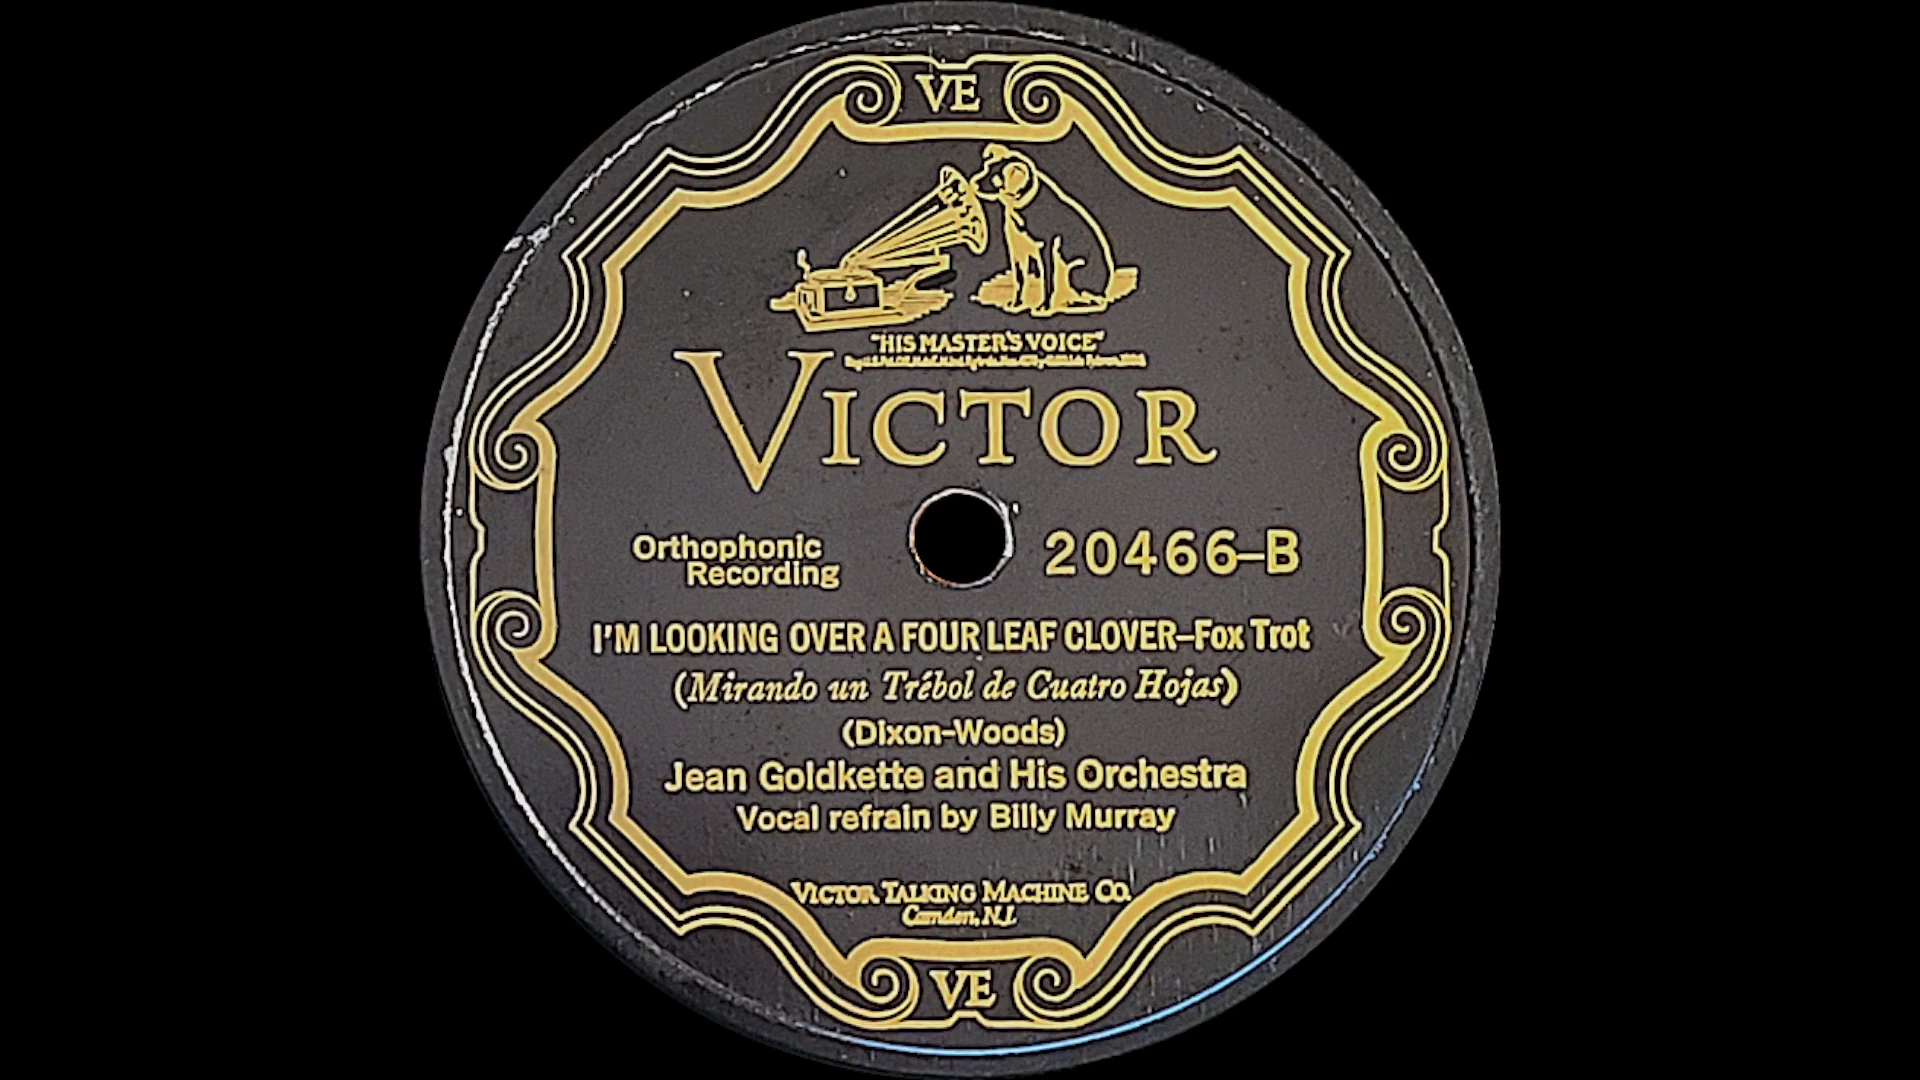 VE
"HIS MASTER'S VOICE"
VICTOR
Orthophonic
Recording
20466-B
I'M LOOKING OVER A FOUR LEAF CLOVER-Fox Trot
(Mirando un Trébol de Cuatro Hojas)
(Dixon-Woods)
Jean Goldkette and His Orchestra
Vocal refrain by Billy Murray
VICTOR TALKING MACHINE CO.
Camden, N.J.
VE